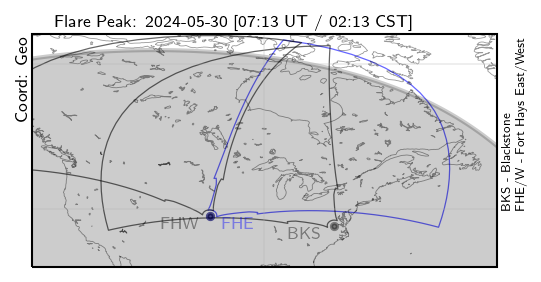 Flare Peak: 2024-05-30 [07:13 UT / 02:13 CST]
Coord: Geo
FHW
FHE
BKS
BKS - Blackstone
FHE/W - Fort Hays East/West